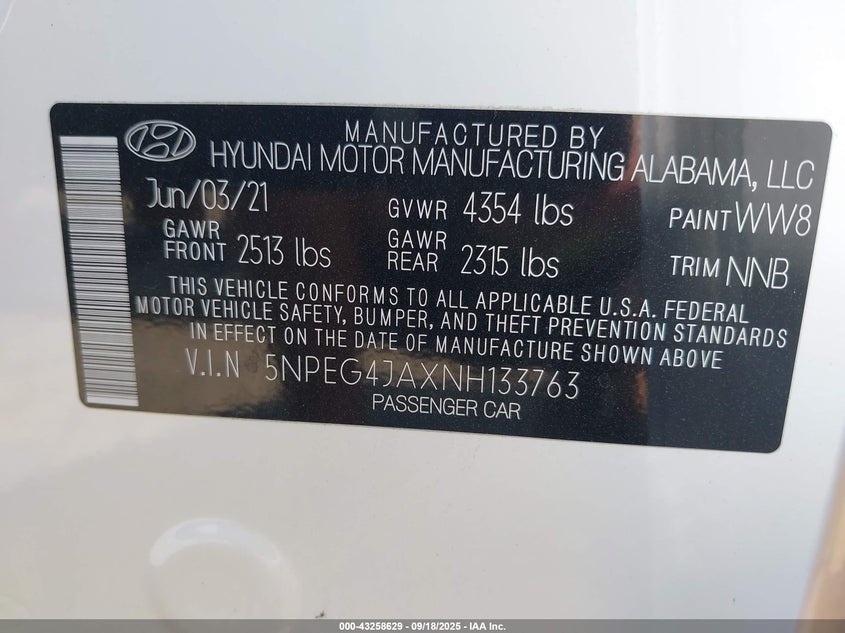 MANUFACTURED BY
HYUNDAI MOTOR MANUFACTURING ALABAMA, LLC
Jun/03/21 GVWR 4354 lbs PAINT WW8
GAWR FRONT 2513 lbs GAWR REAR 2315 lbs TRIM NNB
THIS VEHICLE CONFORMS TO ALL APPLICABLE U.S.A. FEDERAL
MOTOR VEHICLE SAFETY, BUMPER, AND THEFT PREVENTION STANDARDS
IN EFFECT ON THE DATE OF MANUFACTURE SHOWN ABOVE
V.I.N 5NPEG4JAXNH133763
PASSENGER CAR
000-43258629 - 09/18/2025 - IAA Inc.